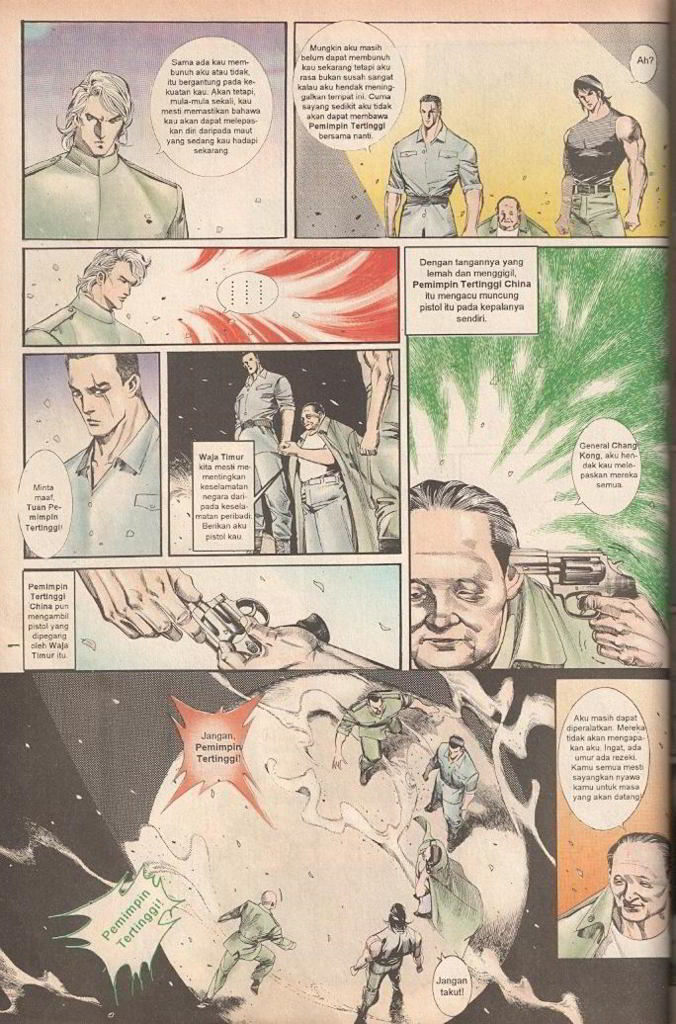 Sama ada kau mem-
bunuh aku atau tidak,
itu bergantung pada ke-
kuatan kau. Akan tetapi,
mula-mula sekali, kau
mesti memastikan bahawa
kau akan dapat melepas-
kan diri daripada maut
yang sedang kau hadapi
sekarang.
Mungkin aku masih
belum dapat membunuh
kau sekarang tetapi aku
rasa bukan susah sangat
kalau aku hendak mening-
galkan tempat ini. Cuma
sayang sedikit aku tidak
akan dapat membawa
Pemimpin Tertinggi
bersama nanti.
Ah?
Dengan tangannya yang
lemah dan menggigil,
Pemimpin Tertinggi China
itu mengacu muncung
pistol itu pada kepalanya
sendiri.
Minta
maaf,
Tuan Pe-
mimpin
Tertinggi!
Waja Timur
kita mesti me-
mentingkan
keselamatan
negara dari-
pada kesela-
matan peribadi.
Berikan aku
pistol kau.
General Chang
Kong, aku hen-
dak kau mele-
paskan mereka
semua.
Pemimpin
Tertinggi
China pun
mengambil
pistol yang
dipegang
oleh Waja
Timur itu.
Jangan,
Pemimpin
Tertinggi!
Pemimpin
Tertinggi!
Jangan
takut!
Aku masih dapat
diperalatkan. Mereka
tidak akan mengapa-
kan aku. Ingat, ada
umur ada rezeki.
Kamu semua mesti
sayangkan nyawa
kamu untuk masa
yang akan datang!